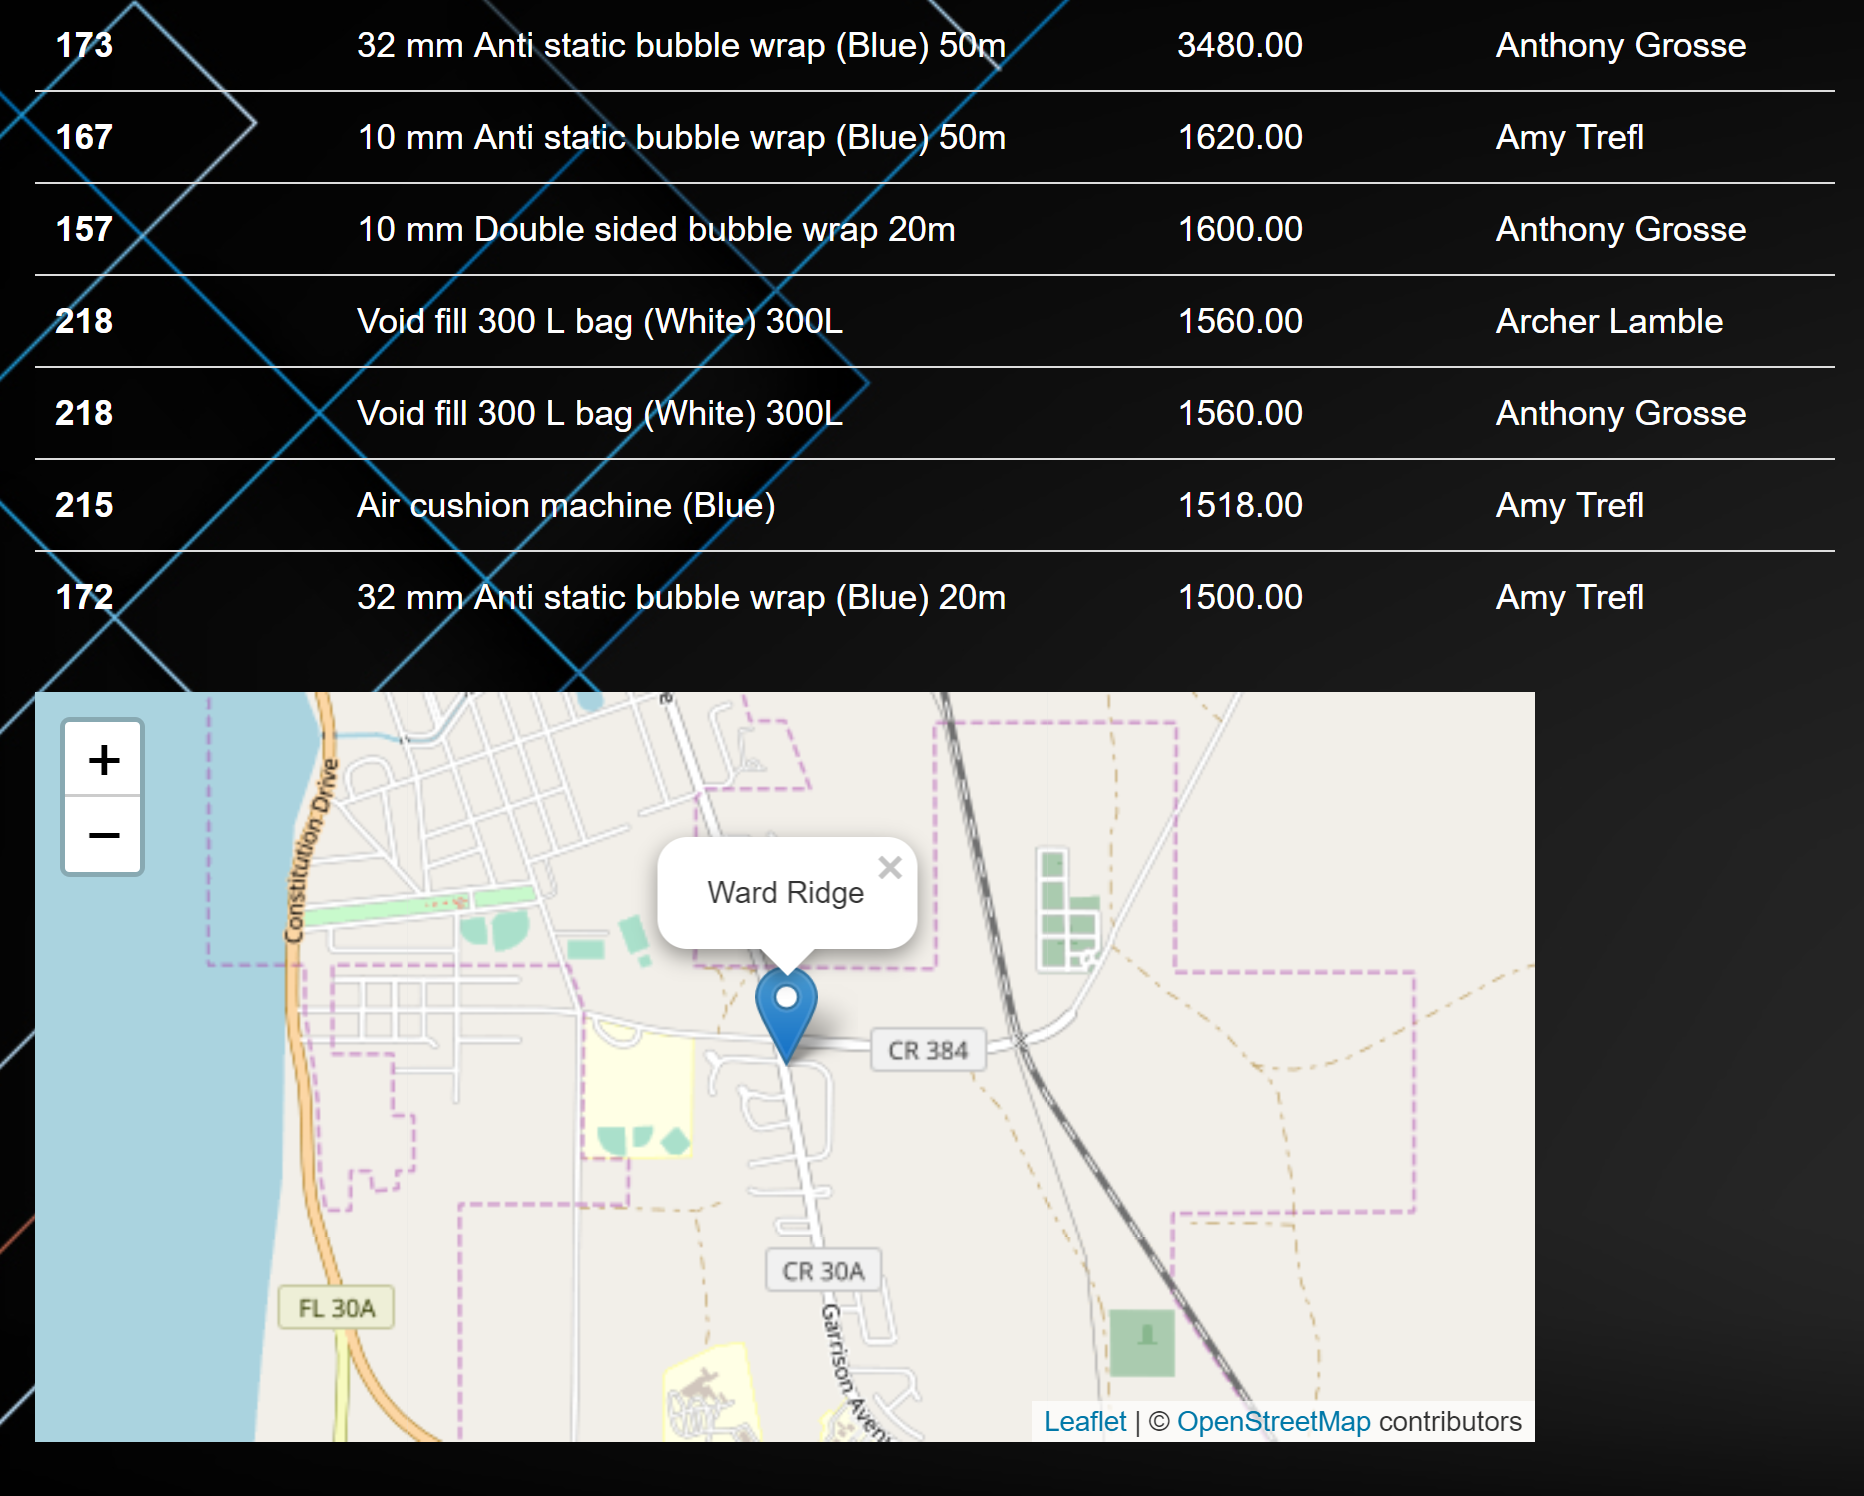 173 32 mm Anti static bubble wrap (Blue) 50m 3480.00 Anthony Grosse
167 10 mm Anti static bubble wrap (Blue) 50m 1620.00 Amy Trefl
157 10 mm Double sided bubble wrap 20m 1600.00 Anthony Grosse
218 Void fill 300 L bag (White) 300L 1560.00 Archer Lamble
218 Void fill 300 L bag (White) 300L 1560.00 Anthony Grosse
215 Air cushion machine (Blue) 1518.00 Amy Trefl
172 32 mm Anti static bubble wrap (Blue) 20m 1500.00 Amy Trefl
+
−
Constitution Drive
Ward Ridge ×
CR 384
CR 30A
FL 30A
Garrison Aven
Leaflet | © OpenStreetMap contributors